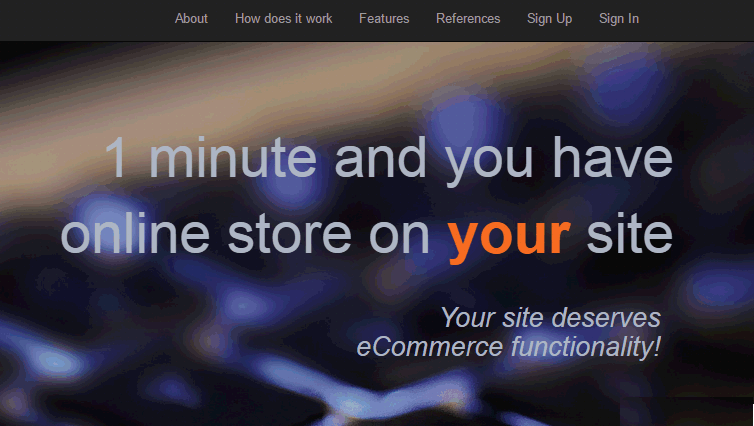 About How does it work Features References Sign Up Sign In
1 minute and you have
online store on your site
Your site deserves
eCommerce functionality!